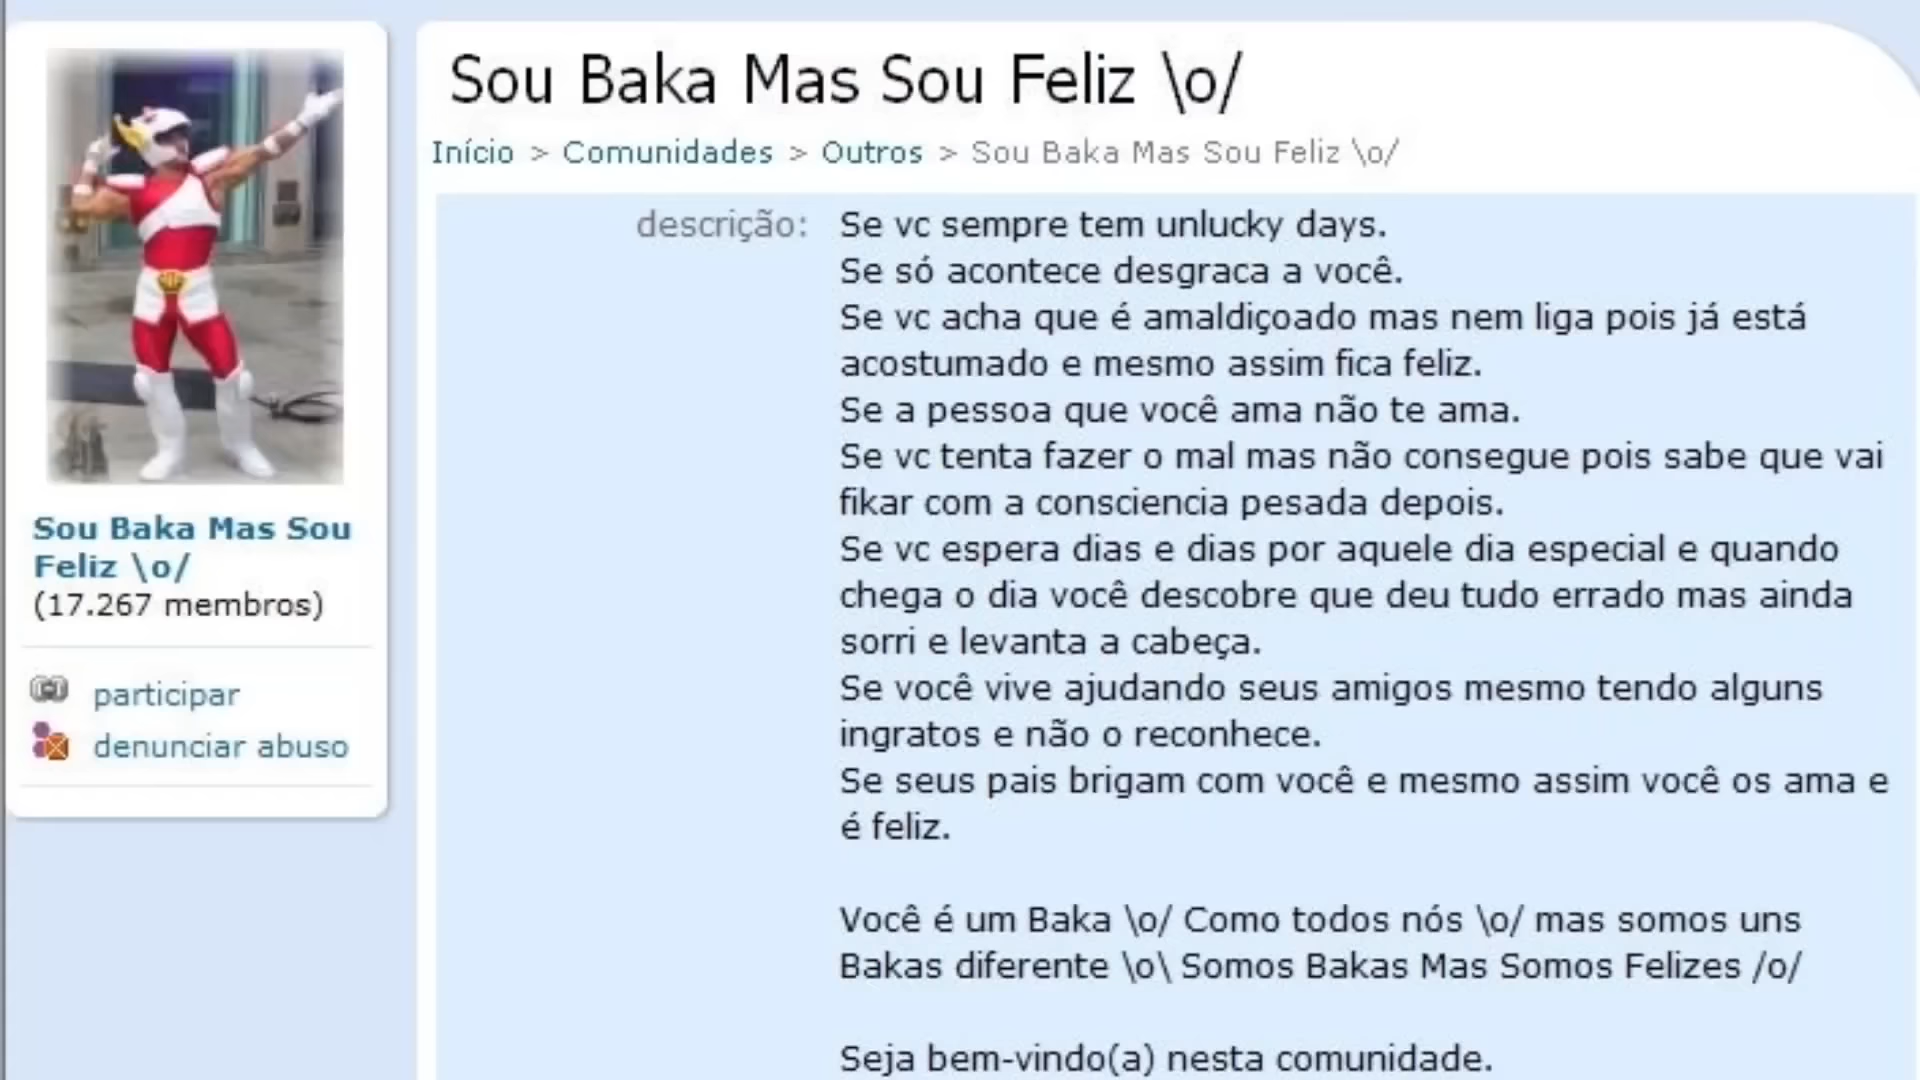 Sou Baka Mas Sou Feliz \o/
Início > Comunidades > Outros > Sou Baka Mas Sou Feliz \o/
Sou Baka Mas Sou
Feliz \o/
(17.267 membros)
participar
denunciar abuso
descrição:
Se vc sempre tem unlucky days.
Se só acontece desgraca a você.
Se vc acha que é amaldiçoado mas nem liga pois já está
acostumado e mesmo assim fica feliz.
Se a pessoa que você ama não te ama.
Se vc tenta fazer o mal mas não consegue pois sabe que vai
fikar com a consciencia pesada depois.
Se vc espera dias e dias por aquele dia especial e quando
chega o dia você descobre que deu tudo errado mas ainda
sorri e levanta a cabeça.
Se você vive ajudando seus amigos mesmo tendo alguns
ingratos e não o reconhece.
Se seus pais brigam com você e mesmo assim você os ama e
é feliz.
Você é um Baka \o/ Como todos nós \o/ mas somos uns
Bakas diferente \o\ Somos Bakas Mas Somos Felizes /o/
Seja bem-vindo(a) nesta comunidade.